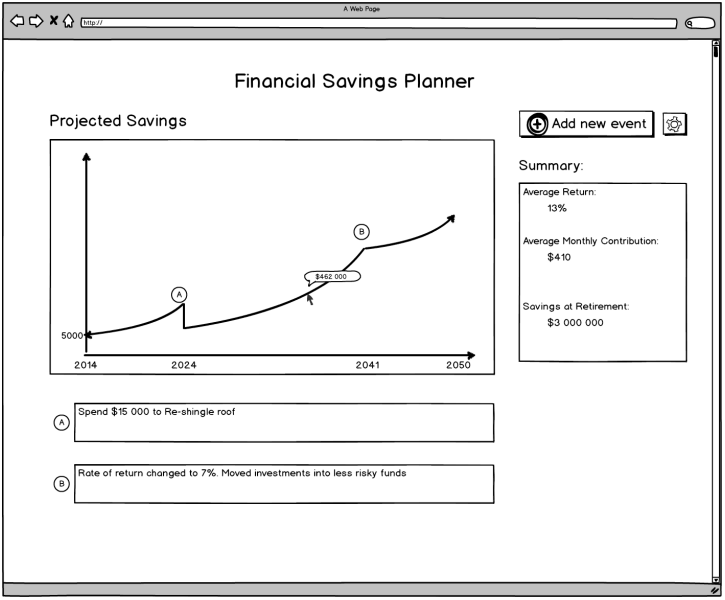 A Web Page
http://
Financial Savings Planner
Projected Savings
Add new event
Summary:
Average Return:
13%
Average Monthly Contribution:
$410
Savings at Retirement:
$3 000 000
B
$462 000
A
5000
2014 2024 2041 2050
A Spend $15 000 to Re-shingle roof
B Rate of return changed to 7%. Moved investments into less risky funds